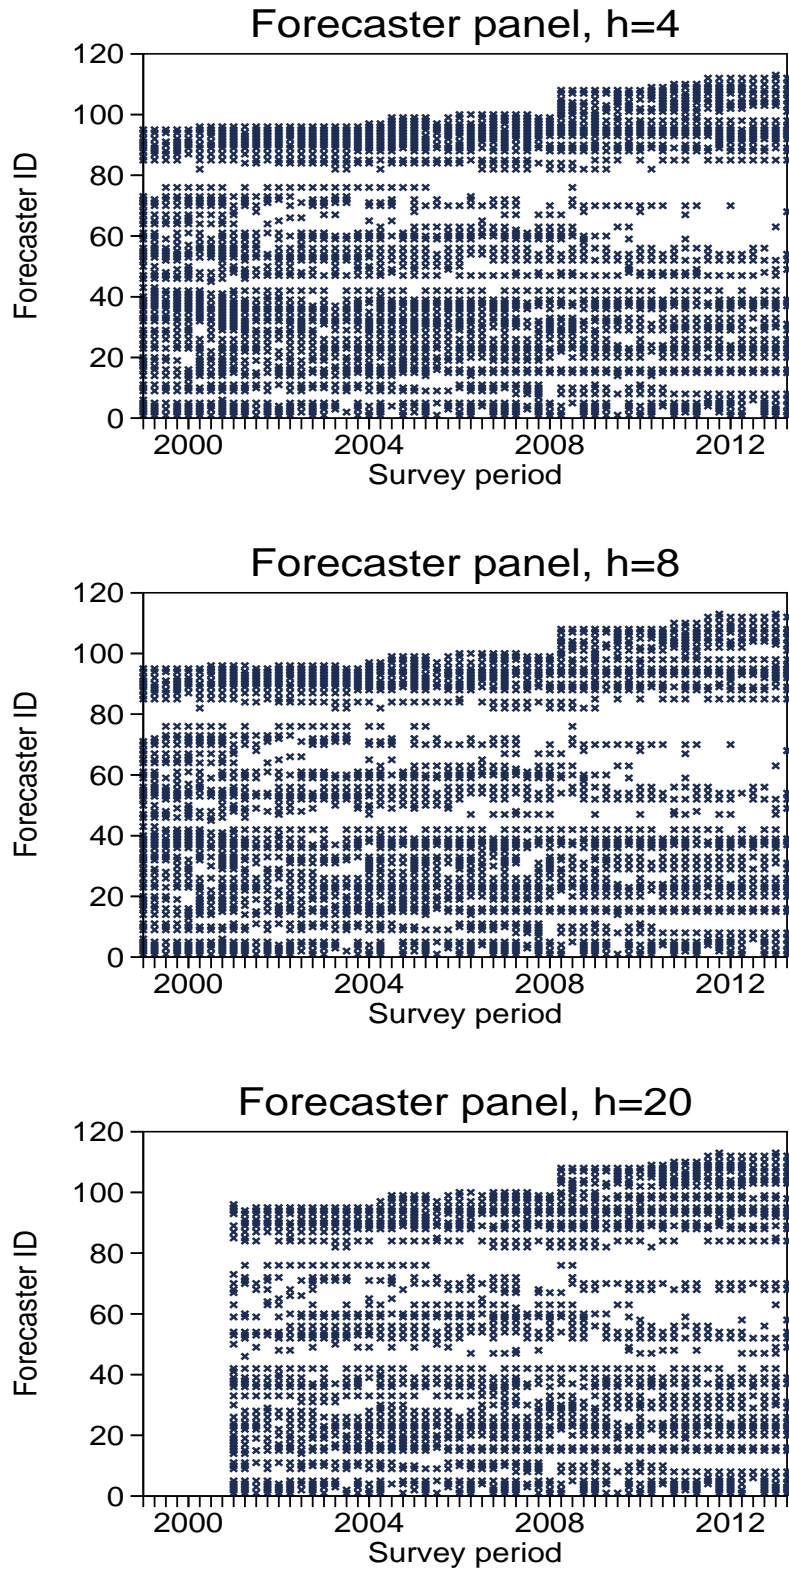 Forecaster panel, h=4
120
100
80
60
40
20
0
Forecaster ID
2000 2004 2008 2012
Survey period
Forecaster panel, h=8
120
100
80
60
40
20
0
Forecaster ID
2000 2004 2008 2012
Survey period
Forecaster panel, h=20
120
100
80
60
40
20
0
Forecaster ID
2000 2004 2008 2012
Survey period